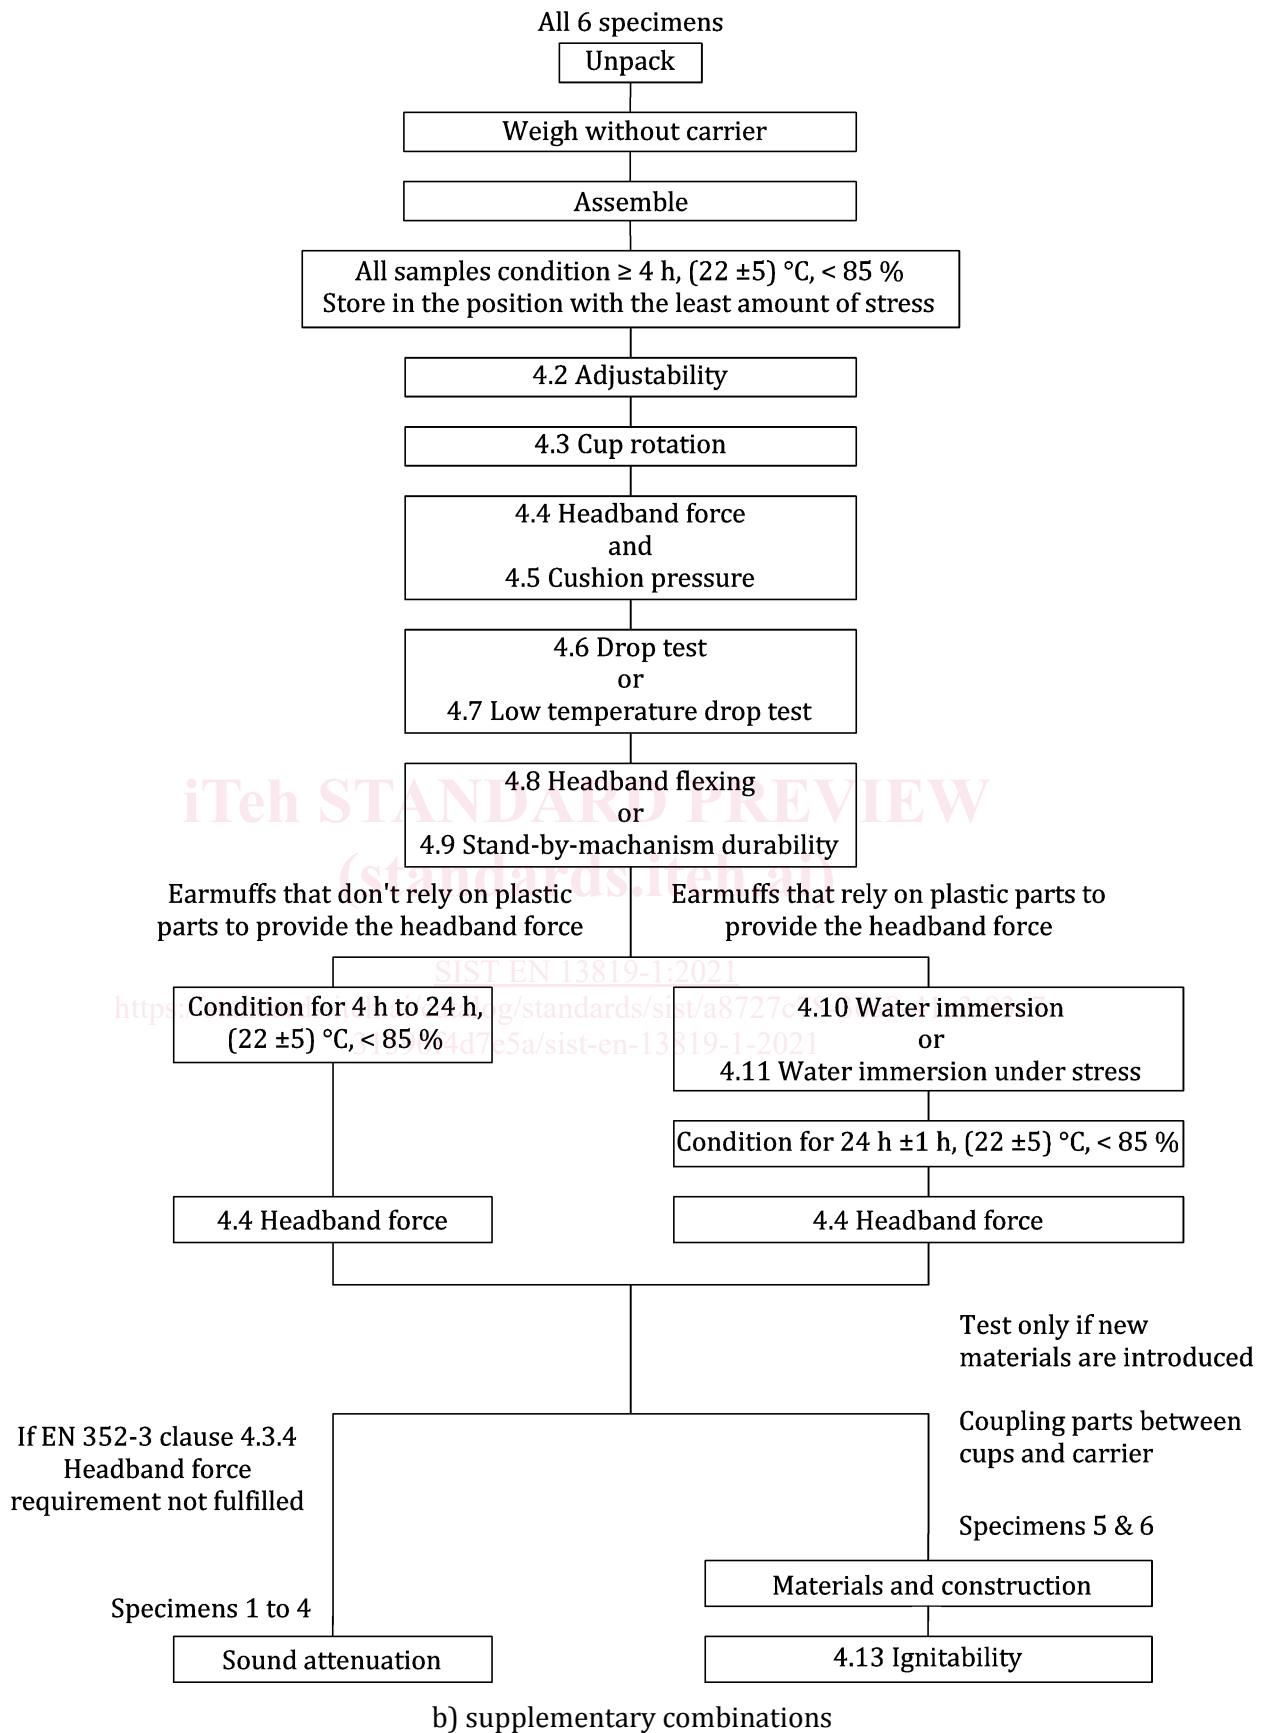 All 6 specimens
Unpack
Weigh without carrier
Assemble
All samples condition ≥ 4 h, (22 ±5) °C, < 85 %
Store in the position with the least amount of stress
4.2 Adjustability
4.3 Cup rotation
4.4 Headband force
and
4.5 Cushion pressure
4.6 Drop test
or
4.7 Low temperature drop test
4.8 Headband flexing
or
4.9 Stand-by-machanism durability
iTeh STANDARD PREVIEW
(standards.iteh.ai)
Earmuffs that don't rely on plastic
parts to provide the headband force
Earmuffs that rely on plastic parts to
provide the headband force
SIST EN 13819-1:2021
Condition for 4 h to 24 h,
(22 ±5) °C, < 85 %
4.10 Water immersion
or
4.11 Water immersion under stress
Condition for 24 h ±1 h, (22 ±5) °C, < 85 %
4.4 Headband force
4.4 Headband force
Test only if new
materials are introduced
If EN 352-3 clause 4.3.4
Headband force
requirement not fulfilled
Coupling parts between
cups and carrier
Specimens 5 & 6
Materials and construction
Specimens 1 to 4
Sound attenuation
4.13 Ignitability
b) supplementary combinations